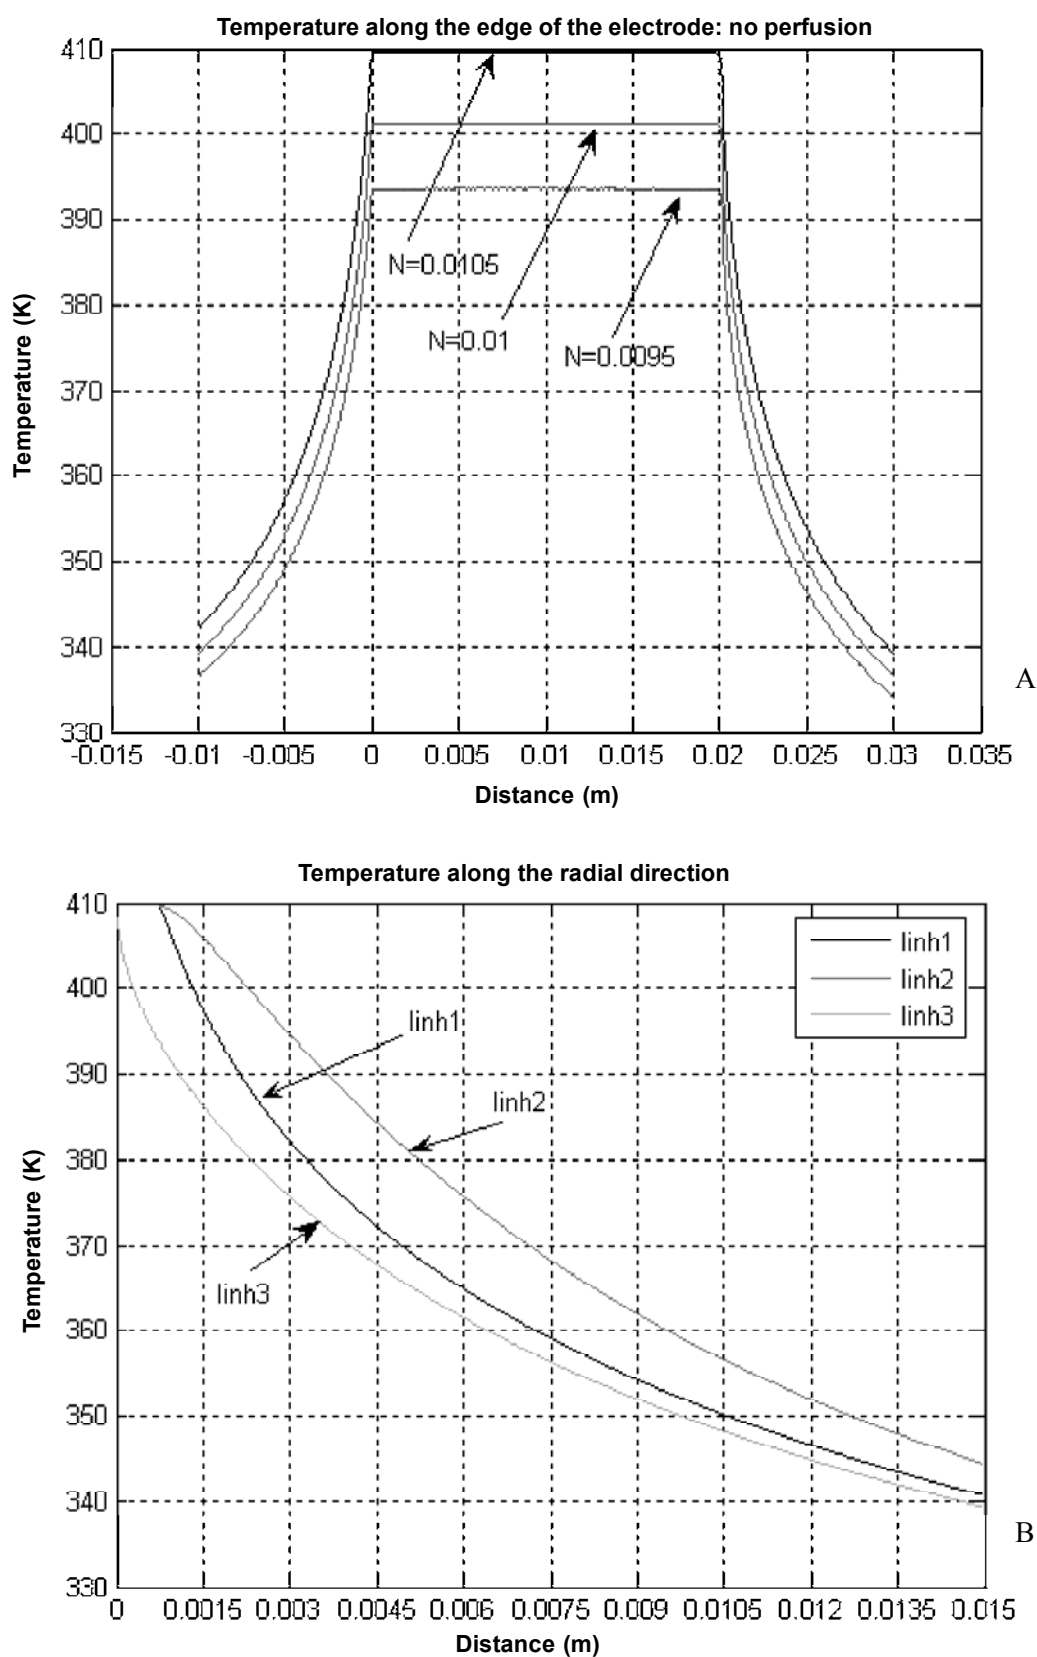 Temperature along the edge of the electrode: no perfusion
410
400
390
380
370
360
350
340
330
Temperature (K)
N=0.0105
N=0.01
N=0.0095
-0.015 -0.01 -0.005 0 0.005 0.01 0.015 0.02 0.025 0.03 0.035
Distance (m)
A
Temperature along the radial direction
410
400
390
380
370
360
350
340
330
Temperature (K)
linh1
linh2
linh3
linh1
linh2
linh3
0 0.0015 0.003 0.0045 0.006 0.0075 0.009 0.0105 0.012 0.0135 0.015
Distance (m)
B